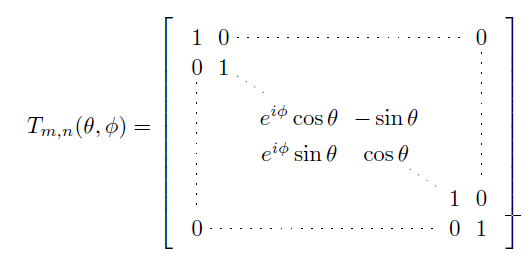 1 0 ⋯ 0
0 1
T_{m,n}(θ, ϕ) =
e^{iϕ} cos θ − sin θ
e^{iϕ} sin θ cos θ
1 0
0 ⋯ 0 1